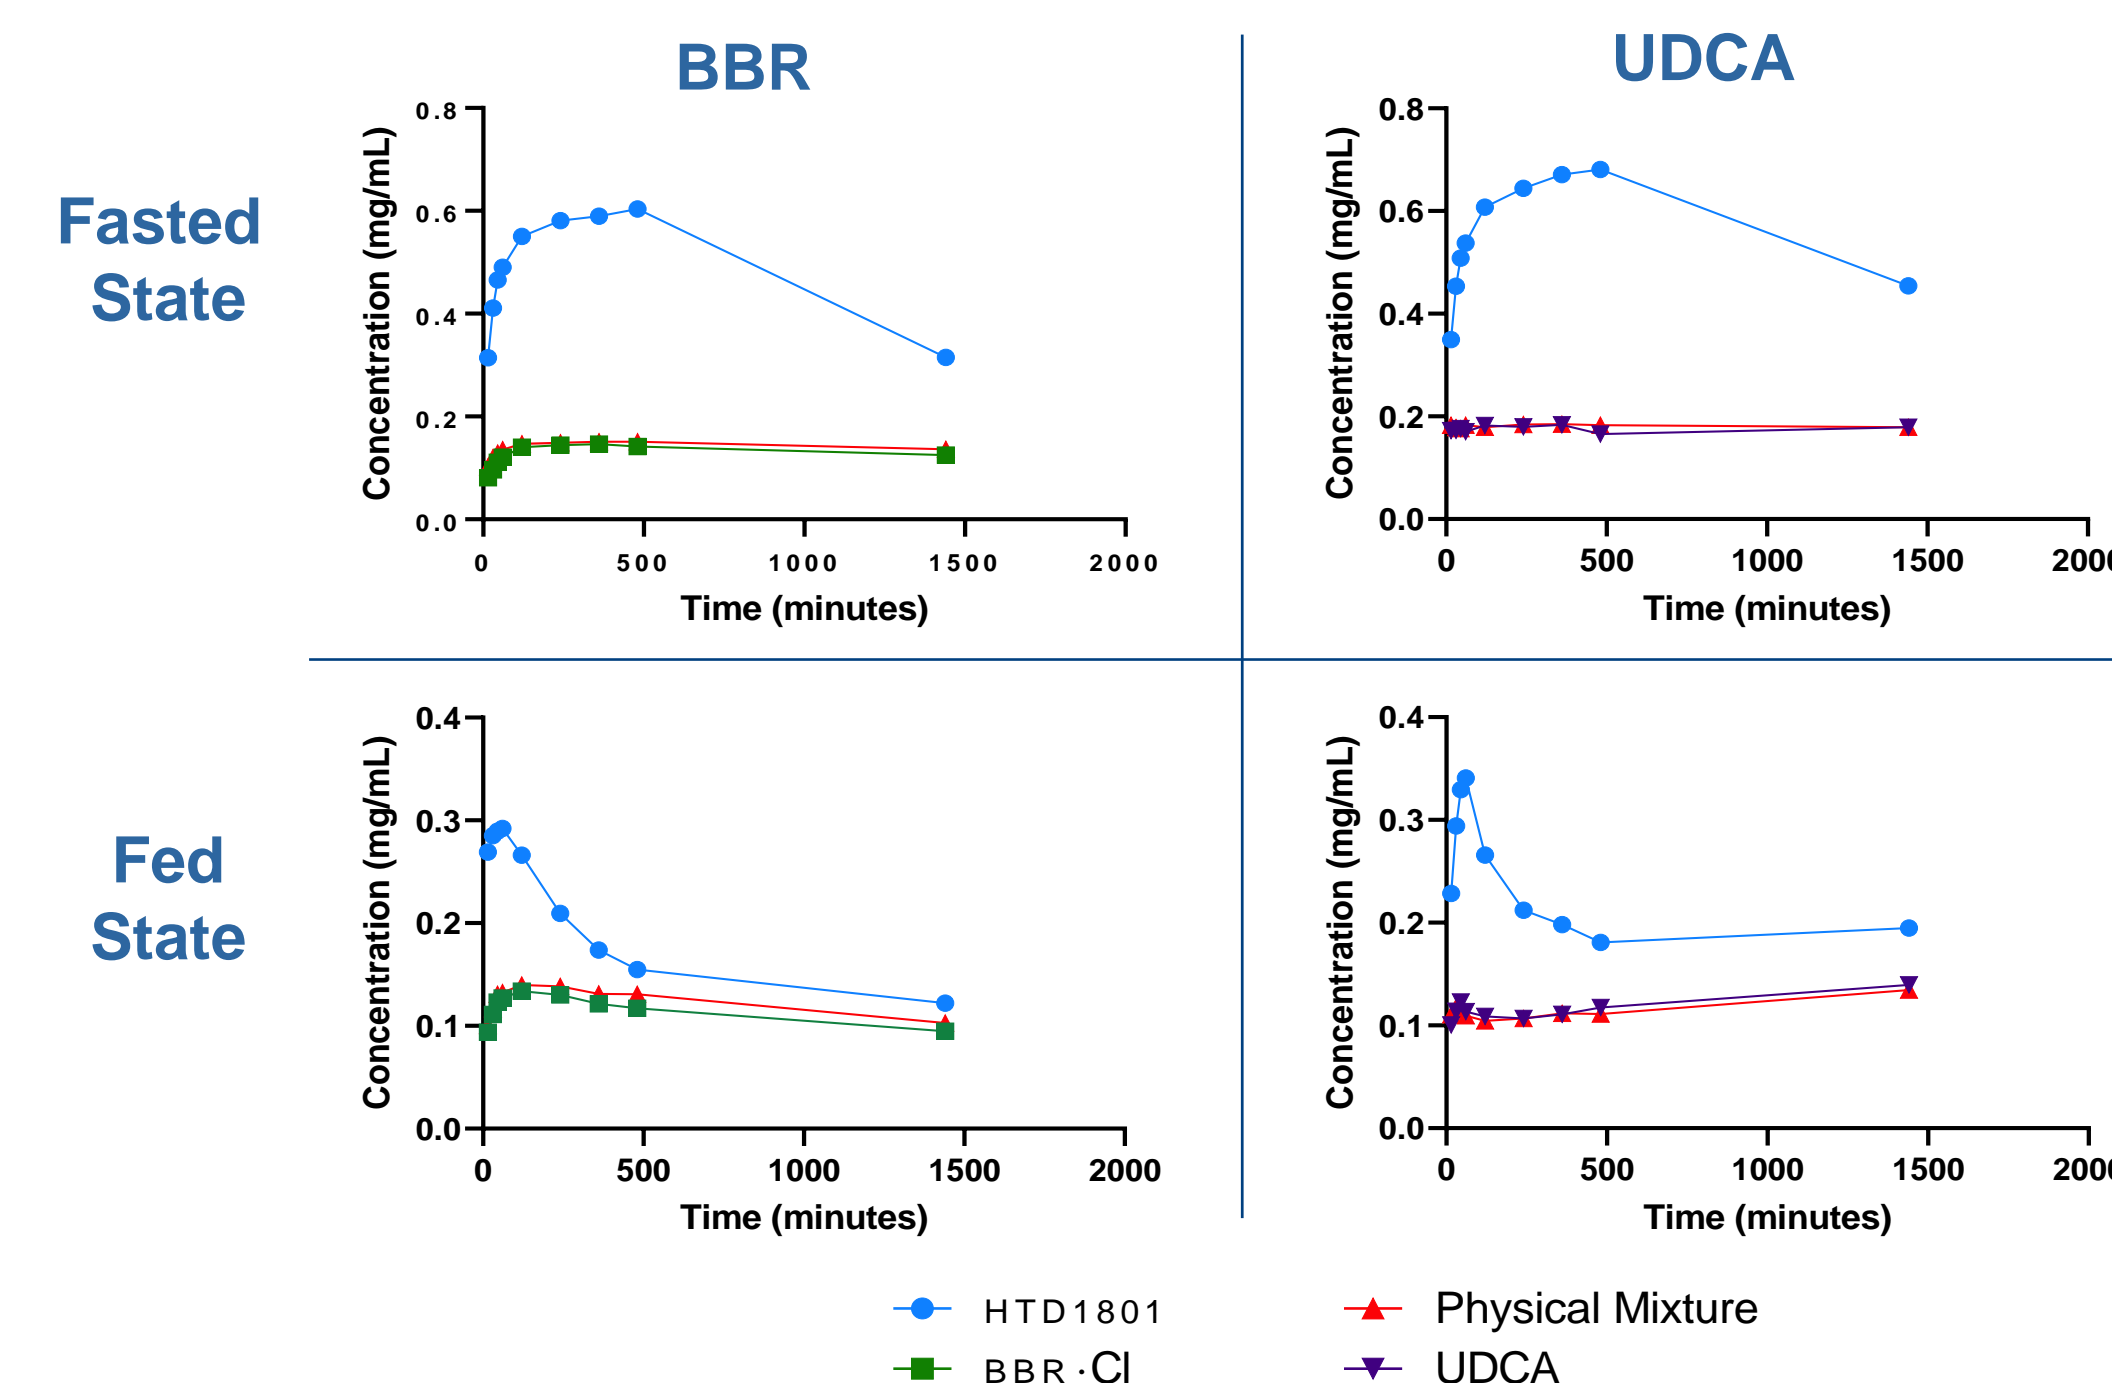 BBR
UDCA
Fasted
State
Concentration (mg/mL)
0.8
0.6
0.4
0.2
0.0
0 500 1000 1500 2000
Time (minutes)
Concentration (mg/mL)
0.8
0.6
0.4
0.2
0.0
0 500 1000 1500 200
Time (minutes)
Fed
State
Concentration (mg/mL)
0.4
0.3
0.2
0.1
0.0
0 500 1000 1500 2000
Time (minutes)
Concentration (mg/mL)
0.4
0.3
0.2
0.1
0.0
0 500 1000 1500 200
Time (minutes)
HTD1801
Physical Mixture
BBR·Cl
UDCA